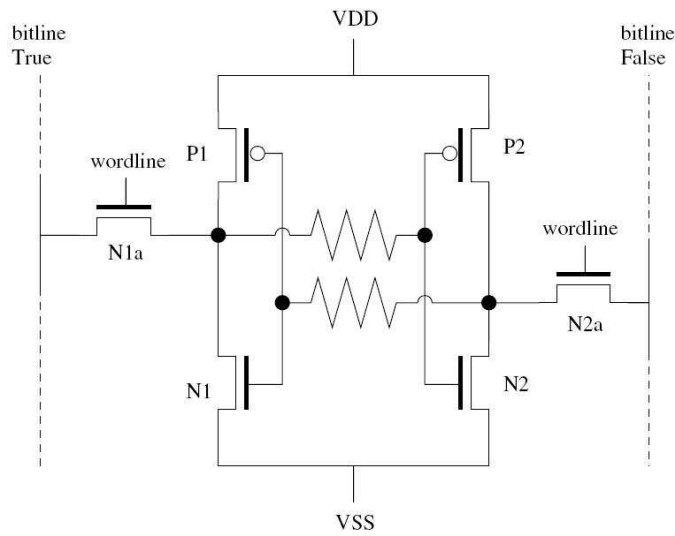 VDD
bitline
True
bitline
False
P1
P2
wordline
wordline
N1a
N2a
N1
N2
VSS